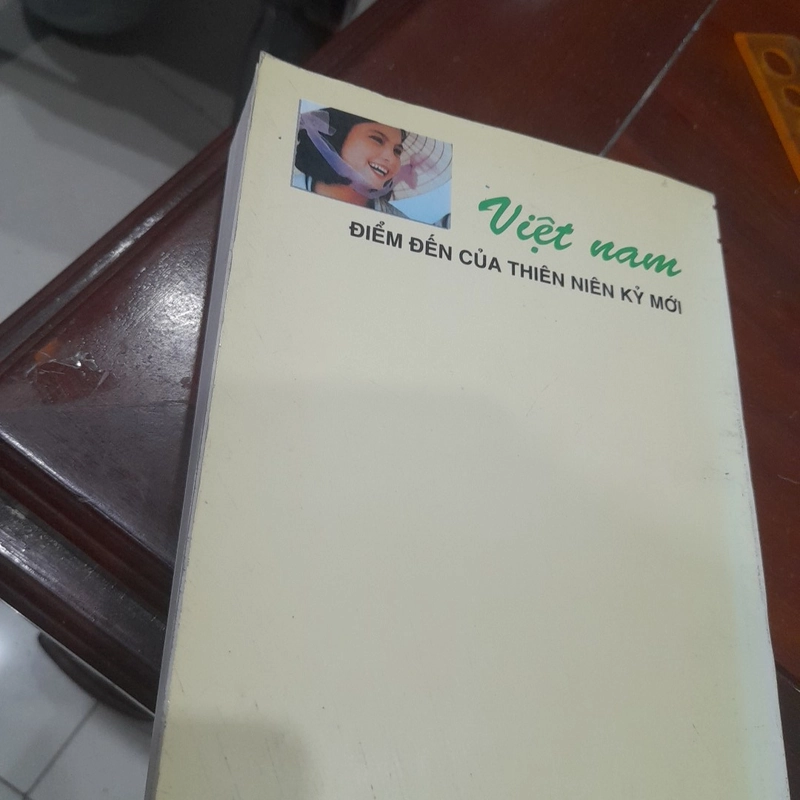 Việt nam
ĐIỂM ĐẾN CỦA THIÊN NIÊN KỶ MỚI